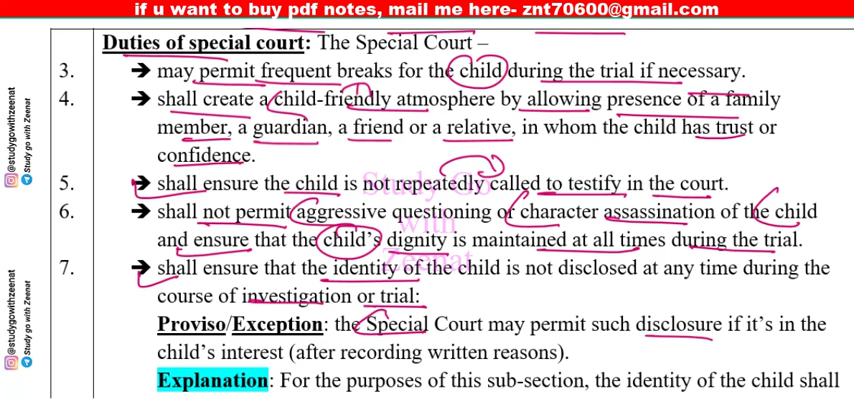 if u want to buy pdf notes, mail me here- znt70600@gmail.com
Duties of special court: The Special Court –
3. ➔ may permit frequent breaks for the child during the trial if necessary.
4. ➔ shall create a child-friendly atmosphere by allowing presence of a family
member, a guardian, a friend or a relative, in whom the child has trust or
confidence.
5. ➔ shall ensure the child is not repeatedly called to testify in the court.
6. ➔ shall not permit aggressive questioning or character assassination of the child
and ensure that the child's dignity is maintained at all times during the trial.
7. ➔ shall ensure that the identity of the child is not disclosed at any time during the
course of investigation or trial:
Proviso/Exception: the Special Court may permit such disclosure if it's in the
child's interest (after recording written reasons).
Explanation: For the purposes of this sub-section, the identity of the child shall
@studygowithzeenat
Study go with Zeenat
@studygowithzeenat
Study go with Zeenat
Study Go
with
Zeenat